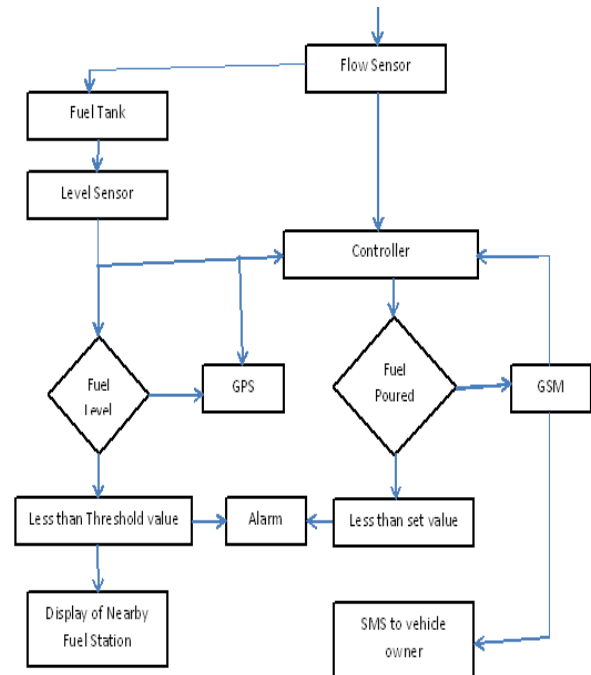 Flow Sensor
Fuel Tank
Level Sensor
Controller
Fuel
Level
GPS
Fuel
Poured
GSM
Less than Threshold value
Alarm
Less than set value
Display of Nearby
Fuel Station
SMS to vehicle
owner